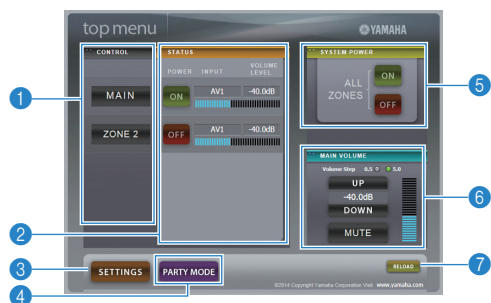 top menu
YAMAHA
CONTROL
STATUS
SYSTEM POWER
POWER INPUT VOLUME LEVEL
MAIN
ON
AV1
-40.0dB
ZONE 2
OFF
AV1
-40.0dB
ALL ZONES
ON
OFF
MAIN VOLUME
Volume Step 0.5 5.0
UP
-40.0dB
DOWN
MUTE
SETTINGS
PARTY MODE
RELOAD
©2014 Copyright Yamaha Corporation Visit www.yamaha.com
1
2
3
4
5
6
7